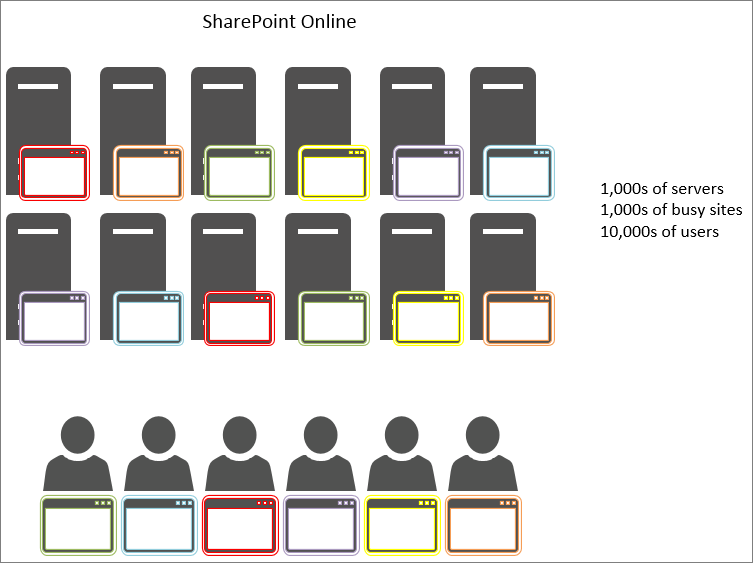 SharePoint Online
1,000s of servers
1,000s of busy sites
10,000s of users